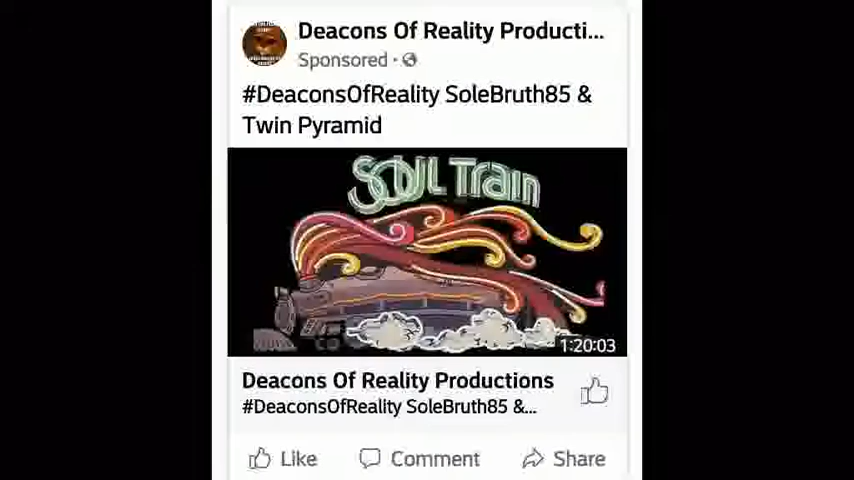 Deacons Of Reality Producti...
Sponsored ·
#DeaconsOfReality SoleBruth85 &
Twin Pyramid
SOUL Train
1:20:03
Deacons Of Reality Productions
#DeaconsOfReality SoleBruth85 &...
Like Comment Share